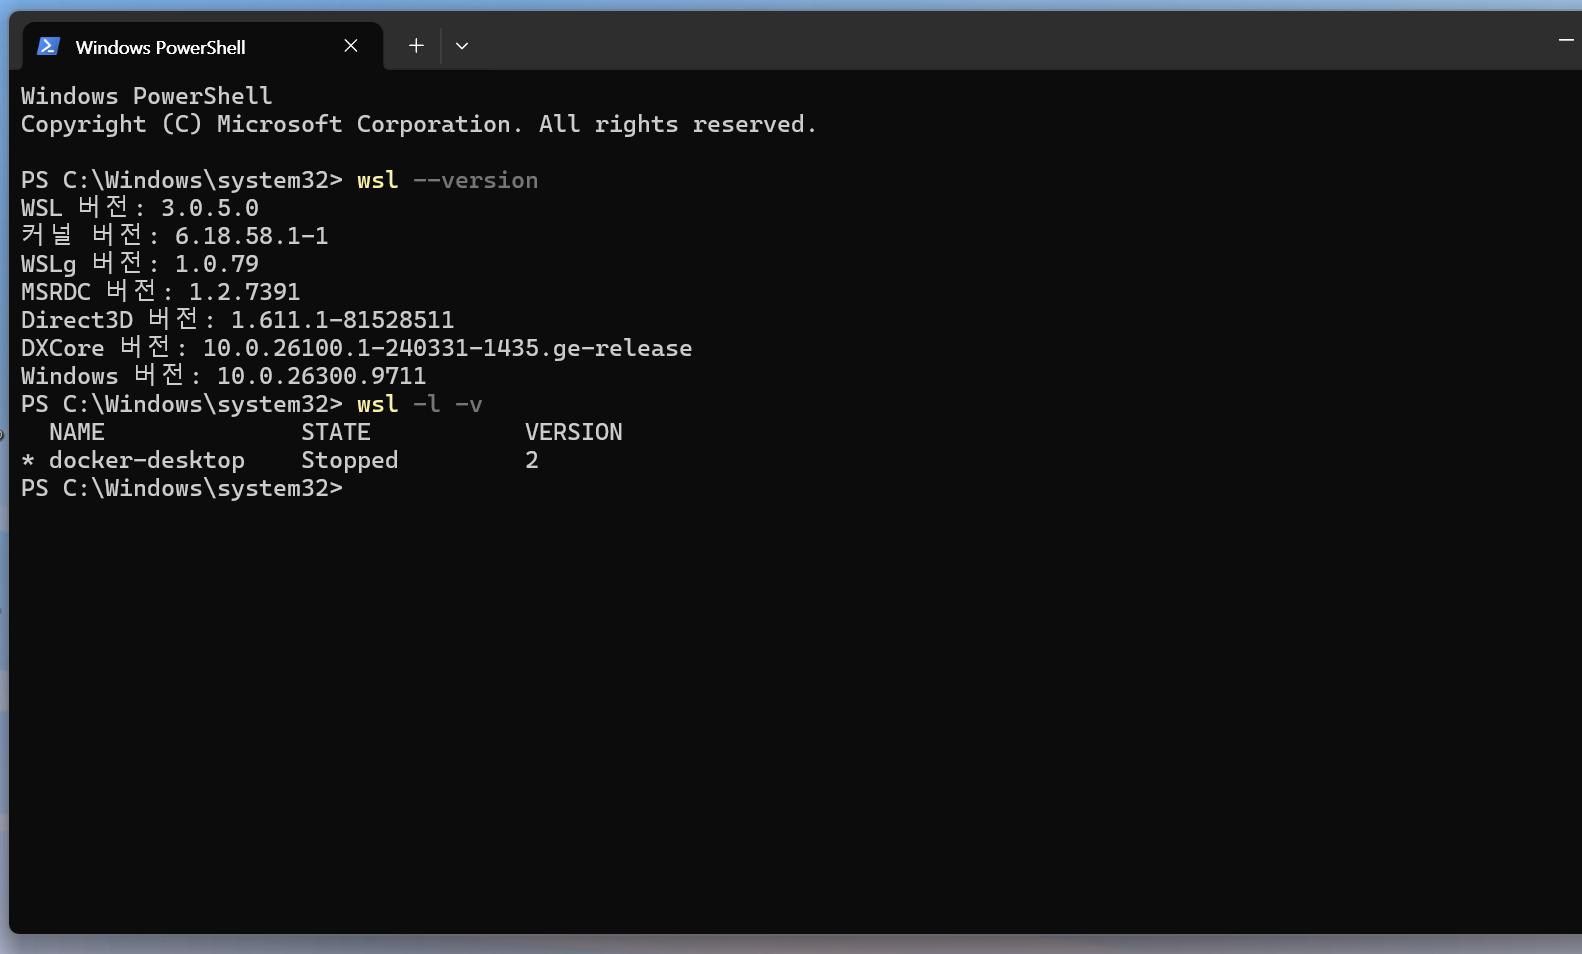 Windows PowerShell
Windows PowerShell
Copyright (C) Microsoft Corporation. All rights reserved.
PS C:\Windows\system32> wsl --version
WSL 버전: 3.0.5.0
커널 버전: 6.18.58.1-1
WSLg 버전: 1.0.79
MSRDC 버전: 1.2.7391
Direct3D 버전: 1.611.1-81528511
DXCore 버전: 10.0.26100.1-240331-1435.ge-release
Windows 버전: 10.0.26300.9711
PS C:\Windows\system32> wsl -l -v
NAME STATE VERSION
* docker-desktop Stopped 2
PS C:\Windows\system32>